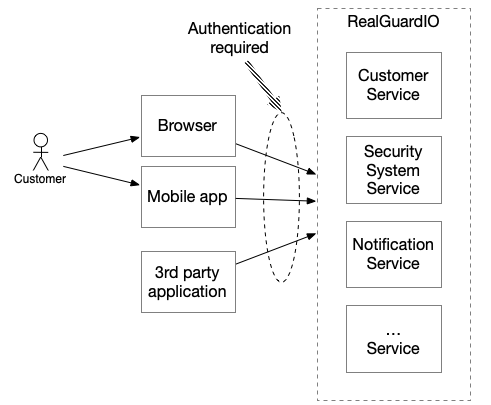 Authentication
required
RealGuardIO
Customer
Service
Browser
Security
System
Service
Customer
Mobile app
Notification
Service
3rd party
application
...
Service